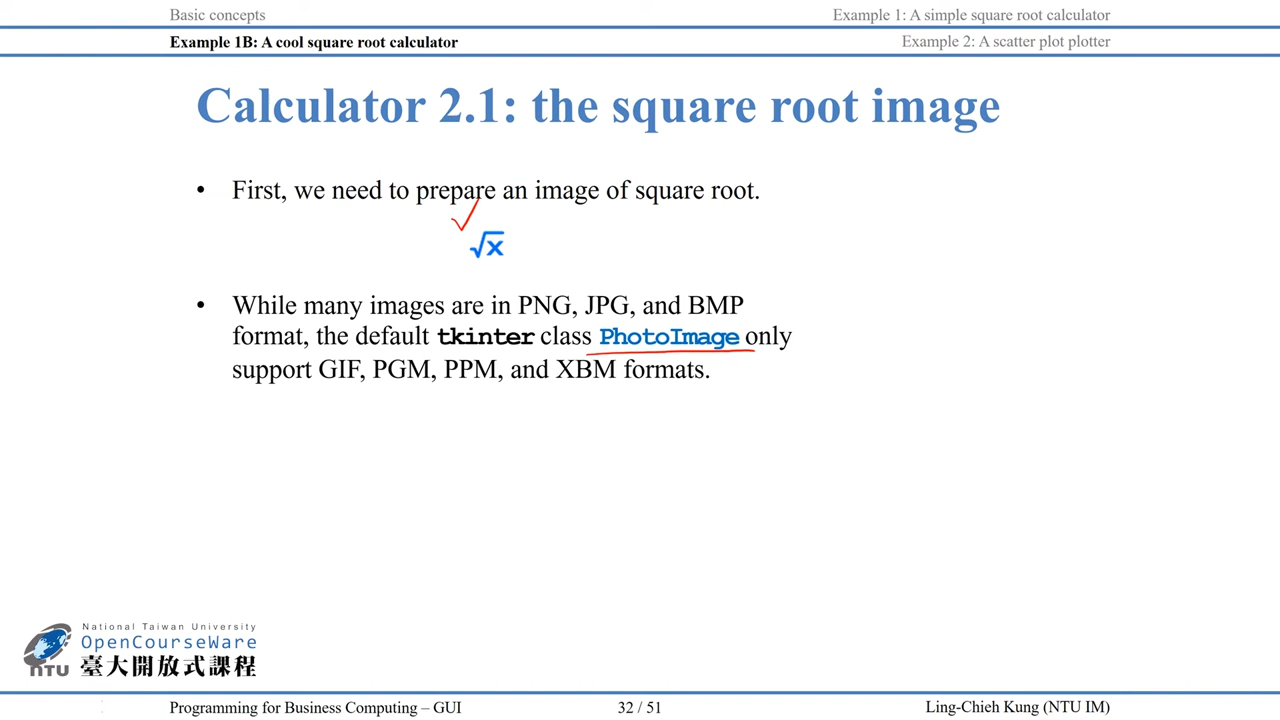 Basic concepts
Example 1: A simple square root calculator
Example 1B: A cool square root calculator
Example 2: A scatter plot plotter
Calculator 2.1: the square root image
• First, we need to prepare an image of square root.
√x
• While many images are in PNG, JPG, and BMP
format, the default tkinter class PhotoImage only
support GIF, PGM, PPM, and XBM formats.
National Taiwan University
OpenCourseWare
臺大開放式課程
NTU
Programming for Business Computing – GUI
32 / 51
Ling-Chieh Kung (NTU IM)